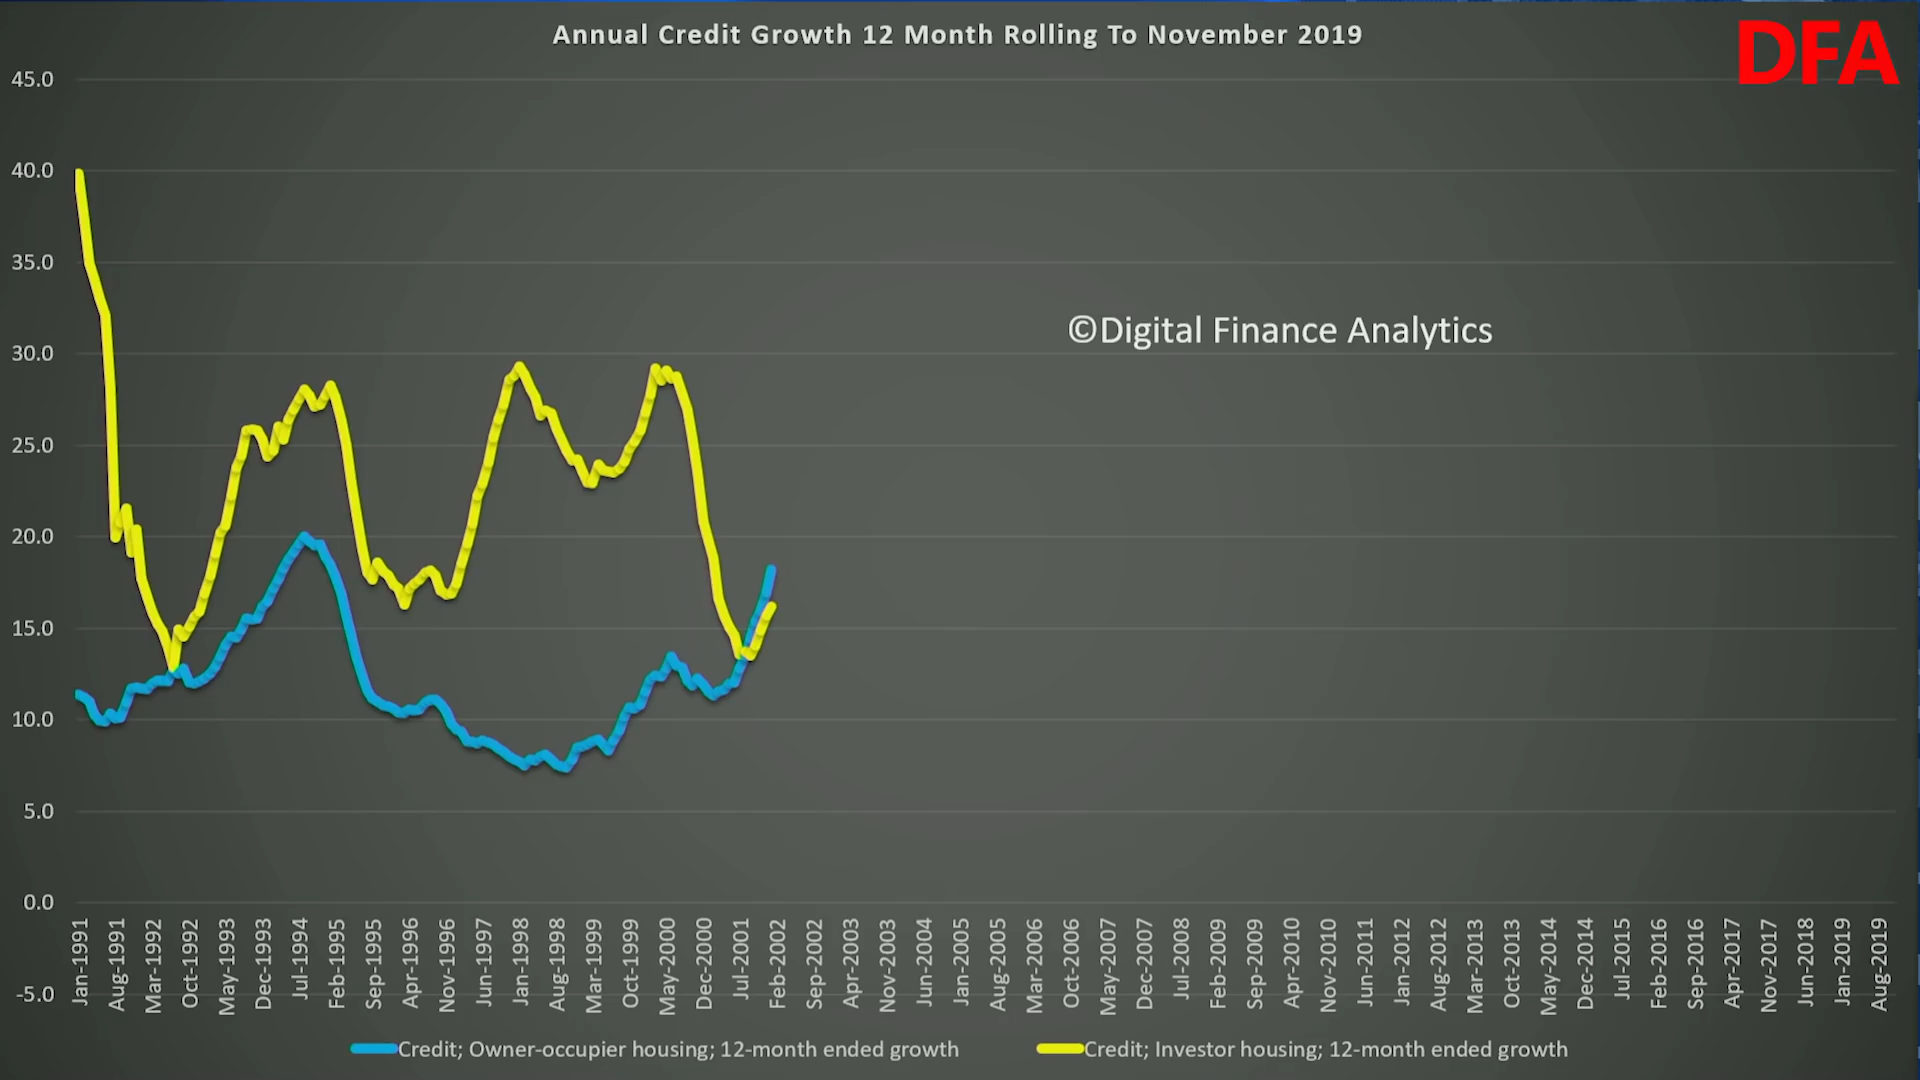 Annual Credit Growth 12 Month Rolling To November 2019
DFA
45.0
40.0
35.0
30.0
25.0
20.0
15.0
10.0
5.0
0.0
-5.0
©Digital Finance Analytics
Jan-1991
Aug-1991
Mar-1992
Oct-1992
May-1993
Dec-1993
Jul-1994
Feb-1995
Sep-1995
Apr-1996
Nov-1996
Jun-1997
Jan-1998
Aug-1998
Mar-1999
Oct-1999
May-2000
Dec-2000
Jul-2001
Feb-2002
Sep-2002
Apr-2003
Nov-2003
Jun-2004
Jan-2005
Aug-2005
Mar-2006
Oct-2006
May-2007
Dec-2007
Jul-2008
Feb-2009
Sep-2009
Apr-2010
Nov-2010
Jun-2011
Jan-2012
Aug-2012
Mar-2013
Oct-2013
May-2014
Dec-2014
Jul-2015
Feb-2016
Sep-2016
Apr-2017
Nov-2017
Jun-2018
Jan-2019
Aug-2019
Credit; Owner-occupier housing; 12-month ended growth
Credit; Investor housing; 12-month ended growth